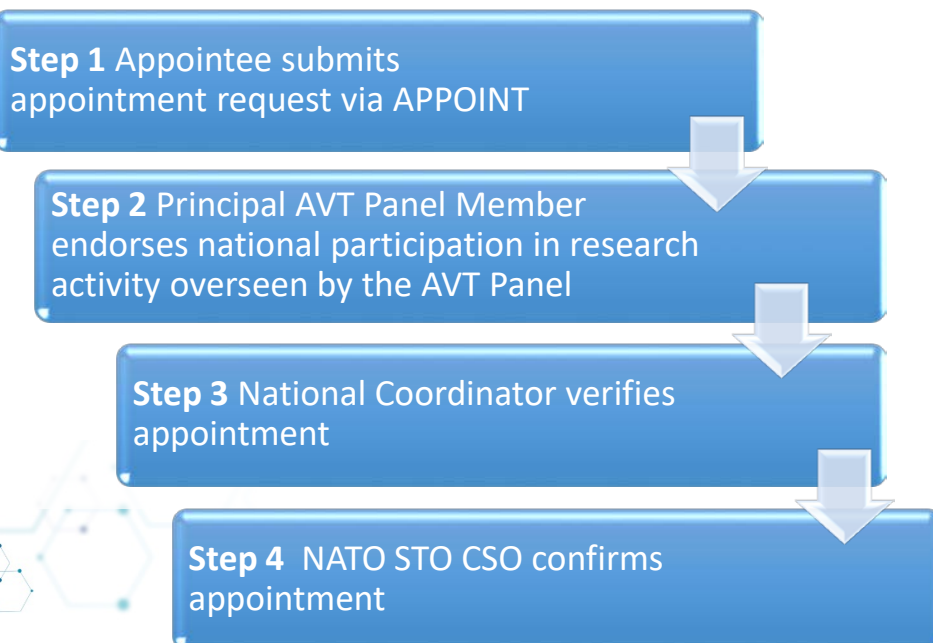 Step 1 Appointee submits
appointment request via APPOINT
Step 2 Principal AVT Panel Member
endorses national participation in research
activity overseen by the AVT Panel
Step 3 National Coordinator verifies
appointment
Step 4 NATO STO CSO confirms
appointment